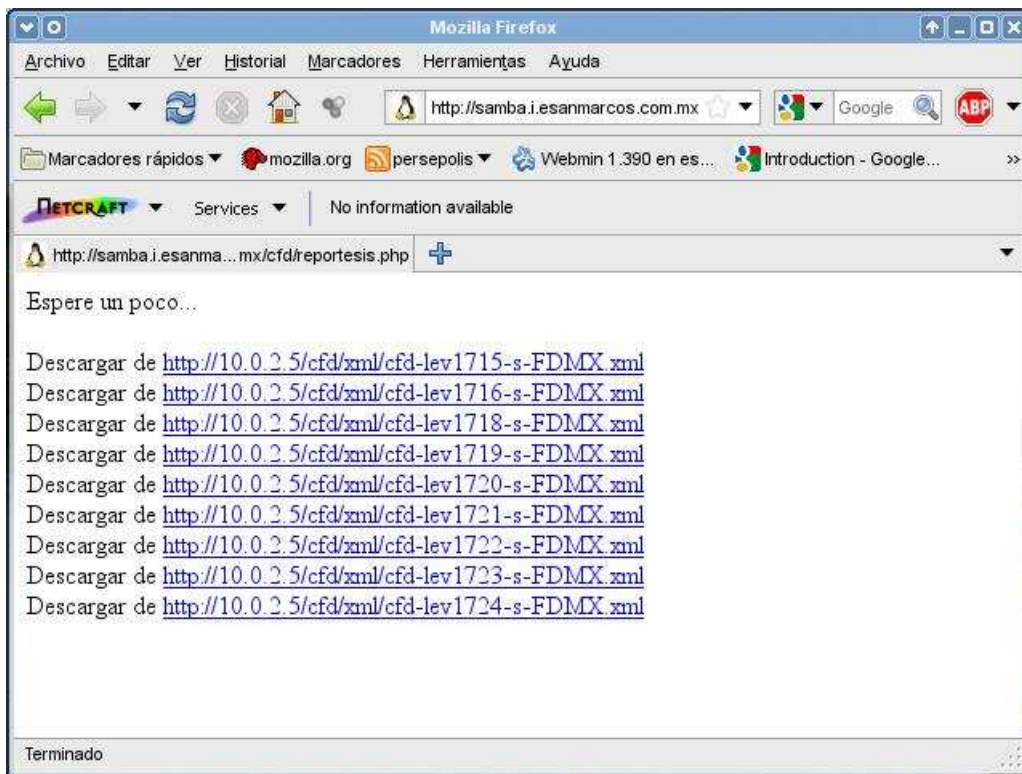 Mozilla Firefox
Archivo Editar Ver Historial Marcadores Herramientas Ayuda
http://samba.i.esanmarcos.com.mx Google ABP
Marcadores rápidos mozilla.org persepolis Webmin 1.390 en es... Introduction - Google... »
NETCRAFT Services No information available
http://samba.i.esanma...mx/cfd/reportesis.php
Espere un poco...
Descargar de http://10.0.2.5/cfd/xml/cfd-lev1715-s-FDMX.xml
Descargar de http://10.0.2.5/cfd/xml/cfd-lev1716-s-FDMX.xml
Descargar de http://10.0.2.5/cfd/xml/cfd-lev1718-s-FDMX.xml
Descargar de http://10.0.2.5/cfd/xml/cfd-lev1719-s-FDMX.xml
Descargar de http://10.0.2.5/cfd/xml/cfd-lev1720-s-FDMX.xml
Descargar de http://10.0.2.5/cfd/xml/cfd-lev1721-s-FDMX.xml
Descargar de http://10.0.2.5/cfd/xml/cfd-lev1722-s-FDMX.xml
Descargar de http://10.0.2.5/cfd/xml/cfd-lev1723-s-FDMX.xml
Descargar de http://10.0.2.5/cfd/xml/cfd-lev1724-s-FDMX.xml
Terminado